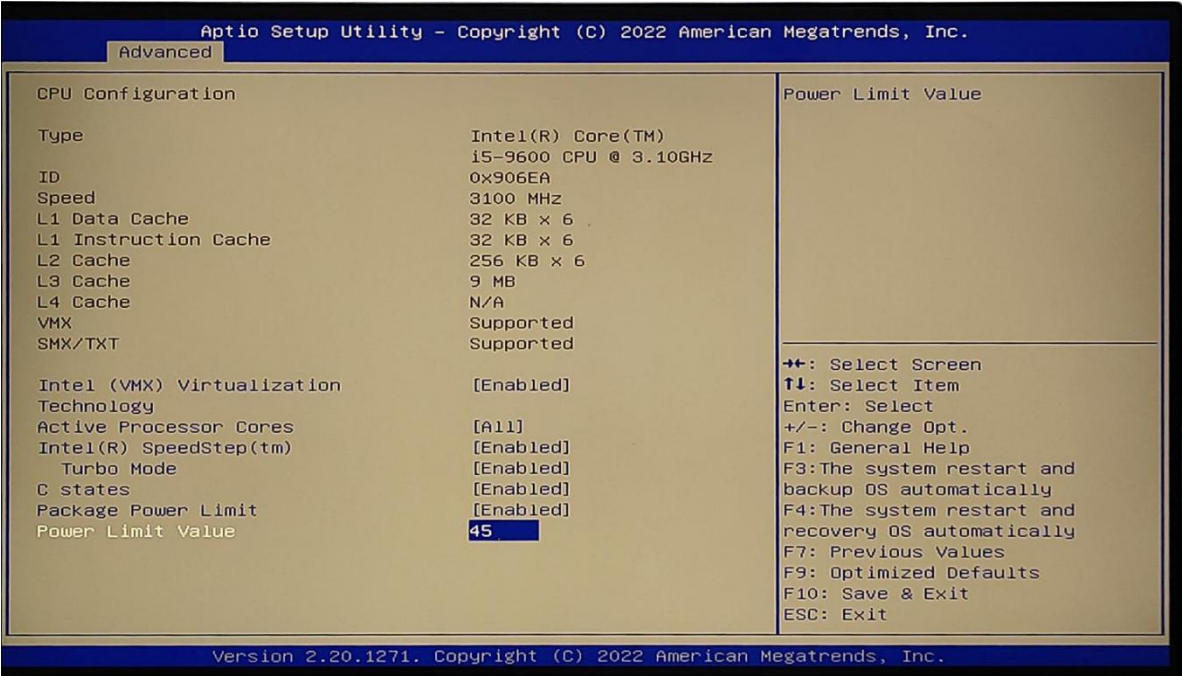 Aptio Setup Utility – Copyright (C) 2022 American Megatrends, Inc.
Advanced
CPU Configuration
Type Intel(R) Core(TM)
i5-9600 CPU @ 3.10GHz
ID 0x906EA
Speed 3100 MHz
L1 Data Cache 32 KB x 6
L1 Instruction Cache 32 KB x 6
L2 Cache 256 KB x 6
L3 Cache 9 MB
L4 Cache N/A
VMX Supported
SMX/TXT Supported
Intel (VMX) Virtualization [Enabled]
Technology
Active Processor Cores [All]
Intel(R) SpeedStep(tm) [Enabled]
Turbo Mode [Enabled]
C states [Enabled]
Package Power Limit [Enabled]
Power Limit Value 45
Power Limit Value
→←: Select Screen
↑↓: Select Item
Enter: Select
+/-: Change Opt.
F1: General Help
F3:The system restart and
backup OS automatically
F4:The system restart and
recovery OS automatically
F7: Previous Values
F9: Optimized Defaults
F10: Save & Exit
ESC: Exit
Version 2.20.1271. Copyright (C) 2022 American Megatrends, Inc.